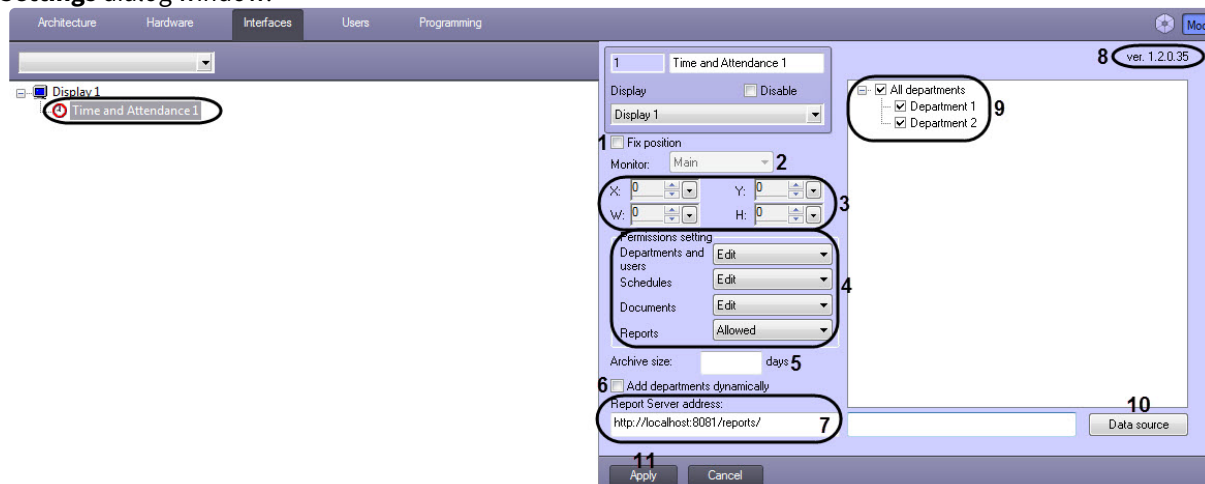 Settings dialog window.
Architecture Hardware Interfaces Users Programming
Display 1
Time and Attendance 1
1 Time and Attendance 1
Display Disable
Display 1
1 Fix position
Monitor: Main 2
X: 0 Y: 0
W: 0 H: 0
3
Permissions setting
Departments and users Edit
Schedules Edit
Documents Edit
Reports Allowed
4
Archive size: days 5
6 Add departments dynamically
Report Server address:
http://localhost:8081/reports/ 7
8 ver. 1.2.0.35
All departments
Department 1
Department 2
9
10
Data source
11
Apply Cancel